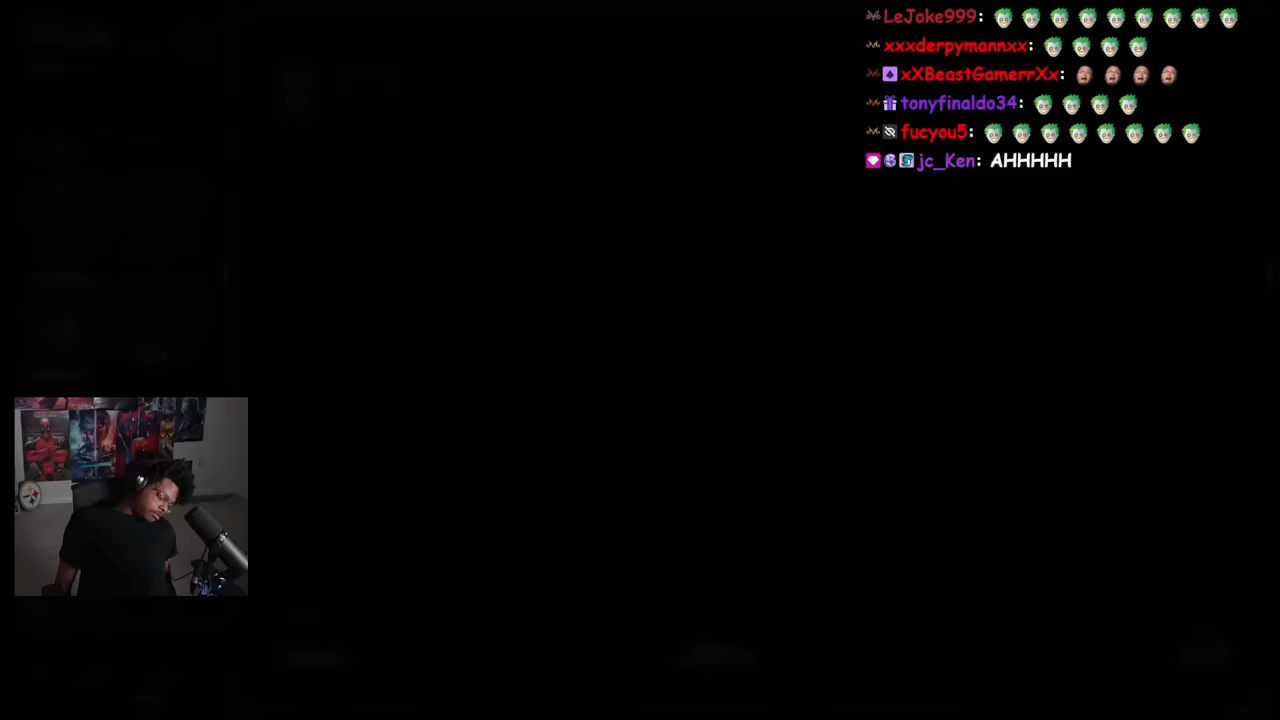 LeJoke999:
xxxderpymannxx:
xXBeastGamerrXx:
tonyfinaldo34:
fucyou5:
jc_Ken: AHHHHH